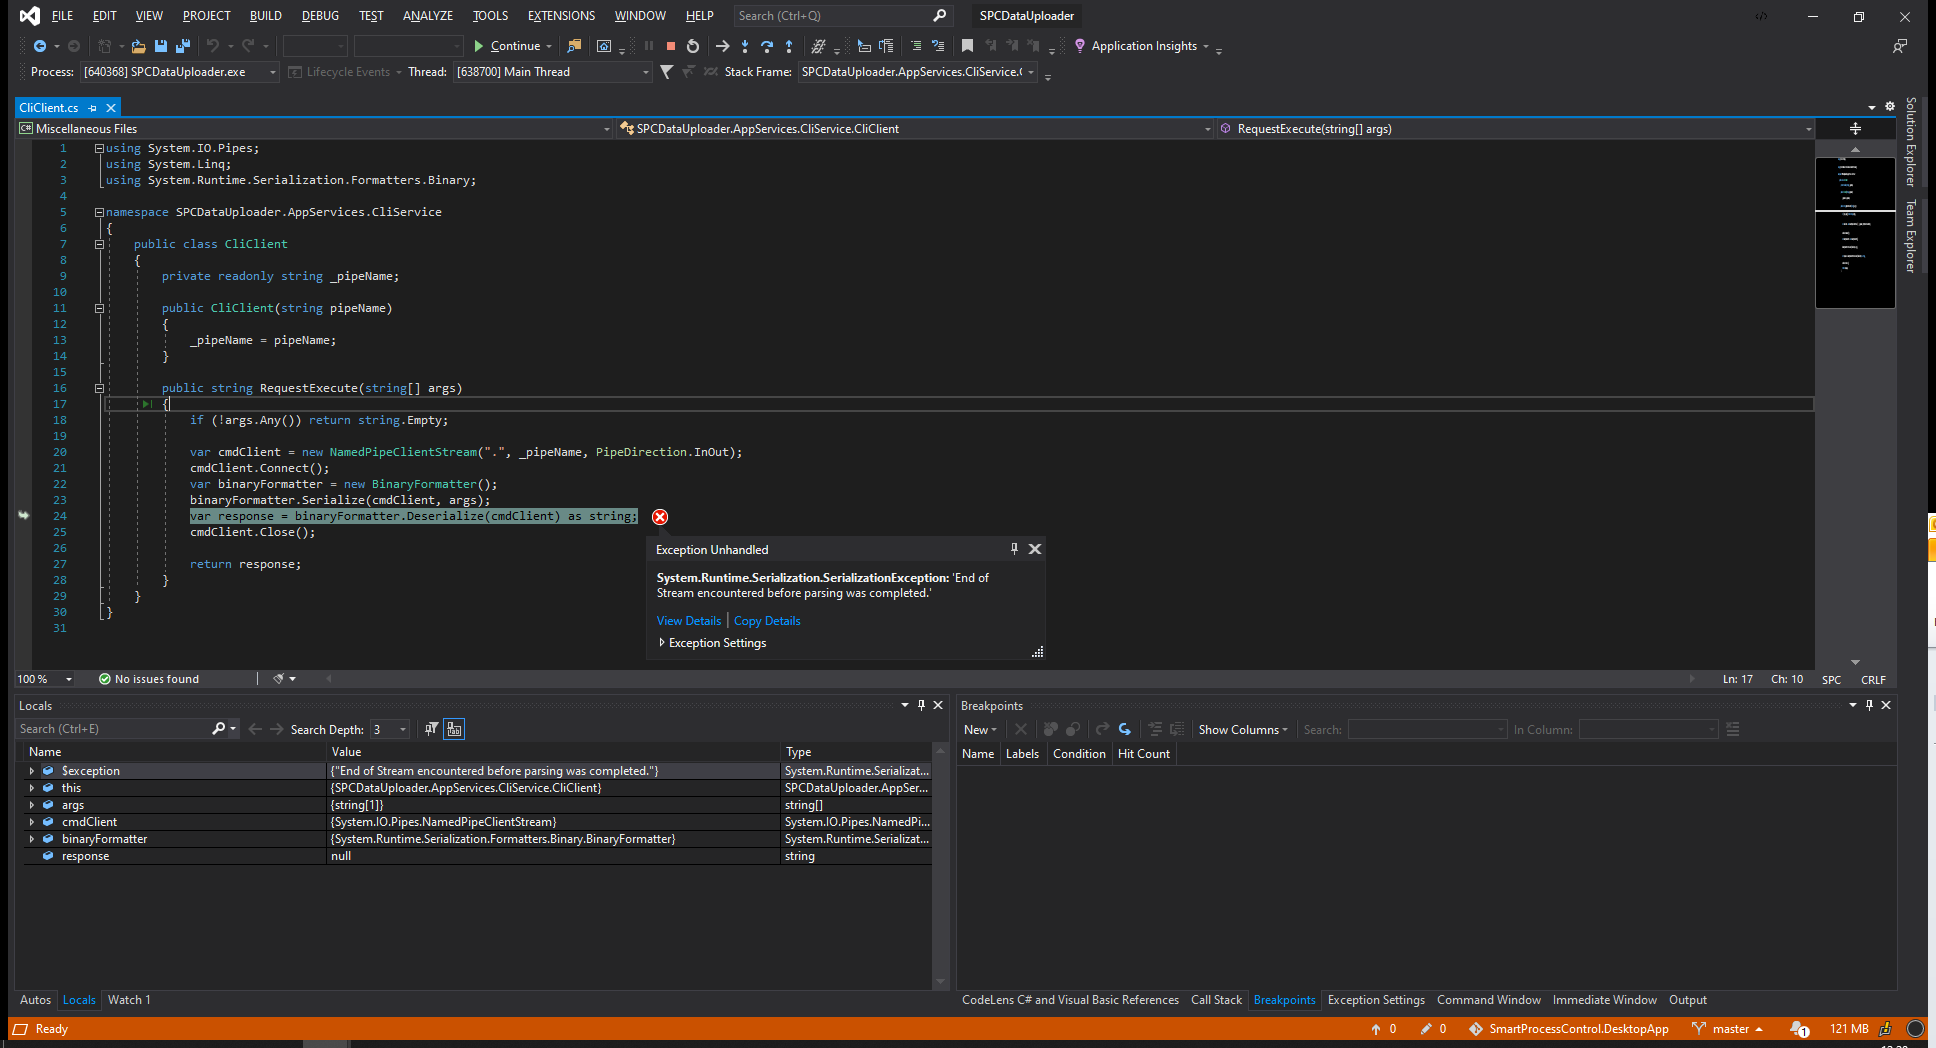 FILE EDIT VIEW PROJECT BUILD DEBUG TEST ANALYZE TOOLS EXTENSIONS WINDOW HELP Search (Ctrl+Q) SPCDataUploader
Continue Application Insights
Process: [640368] SPCDataUploader.exe Lifecycle Events Thread: [638700] Main Thread Stack Frame: SPCDataUploader.AppServices.CliService.(
CliClient.cs
Miscellaneous Files SPCDataUploader.AppServices.CliService.CliClient RequestExecute(string[] args)
Solution Explorer
Team Explorer
1 using System.IO.Pipes;
2 using System.Linq;
3 using System.Runtime.Serialization.Formatters.Binary;
4
5 namespace SPCDataUploader.AppServices.CliService
6 {
7 public class CliClient
8 {
9 private readonly string _pipeName;
10
11 public CliClient(string pipeName)
12 {
13 _pipeName = pipeName;
14 }
15
16 public string RequestExecute(string[] args)
17 {
18 if (!args.Any()) return string.Empty;
19
20 var cmdClient = new NamedPipeClientStream(".", _pipeName, PipeDirection.InOut);
21 cmdClient.Connect();
22 var binaryFormatter = new BinaryFormatter();
23 binaryFormatter.Serialize(cmdClient, args);
24 var response = binaryFormatter.Deserialize(cmdClient) as string;
25 cmdClient.Close();
26
27 return response;
28 }
29 }
30 }
31
Exception Unhandled
System.Runtime.Serialization.SerializationException: 'End of
Stream encountered before parsing was completed.'
View Details | Copy Details
Exception Settings
100 % No issues found Ln: 17 Ch: 10 SPC CRLF
Locals
Search (Ctrl+E) Search Depth: 3
Name Value Type
$exception {"End of Stream encountered before parsing was completed."} System.Runtime.Serializat...
this {SPCDataUploader.AppServices.CliService.CliClient} SPCDataUploader.AppSer...
args {string[1]} string[]
cmdClient {System.IO.Pipes.NamedPipeClientStream} System.IO.Pipes.NamedPi...
binaryFormatter {System.Runtime.Serialization.Formatters.Binary.BinaryFormatter} System.Runtime.Serializat...
response null string
Autos Locals Watch 1
Breakpoints
New Show Columns Search: In Column:
Name Labels Condition Hit Count
CodeLens C# and Visual Basic References Call Stack Breakpoints Exception Settings Command Window Immediate Window Output
Ready 0 0 SmartProcessControl.DesktopApp master 1 121 MB